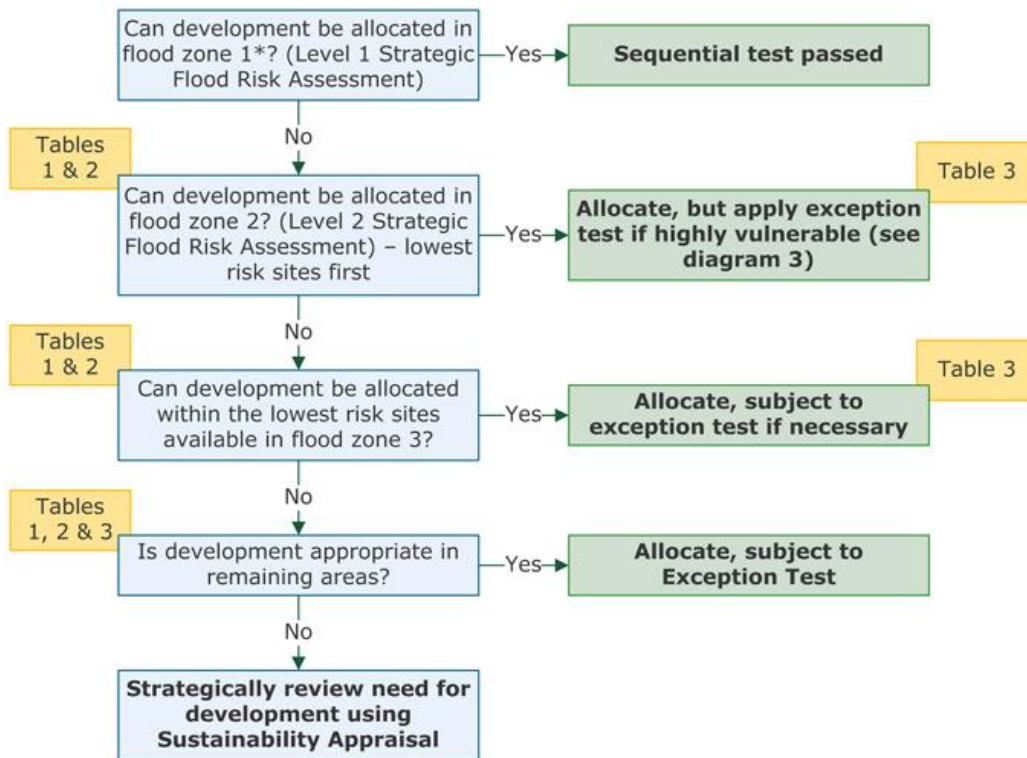 Can development be allocated in
flood zone 1*? (Level 1 Strategic
Flood Risk Assessment)
Yes
Sequential test passed
No
Tables
1 & 2
Table 3
Can development be allocated in
flood zone 2? (Level 2 Strategic
Flood Risk Assessment) – lowest
risk sites first
Yes
Allocate, but apply exception
test if highly vulnerable (see
diagram 3)
No
Tables
1 & 2
Table 3
Can development be allocated
within the lowest risk sites
available in flood zone 3?
Yes
Allocate, subject to
exception test if necessary
No
Tables
1, 2 & 3
Is development appropriate in
remaining areas?
Yes
Allocate, subject to
Exception Test
No
Strategically review need for
development using
Sustainability Appraisal